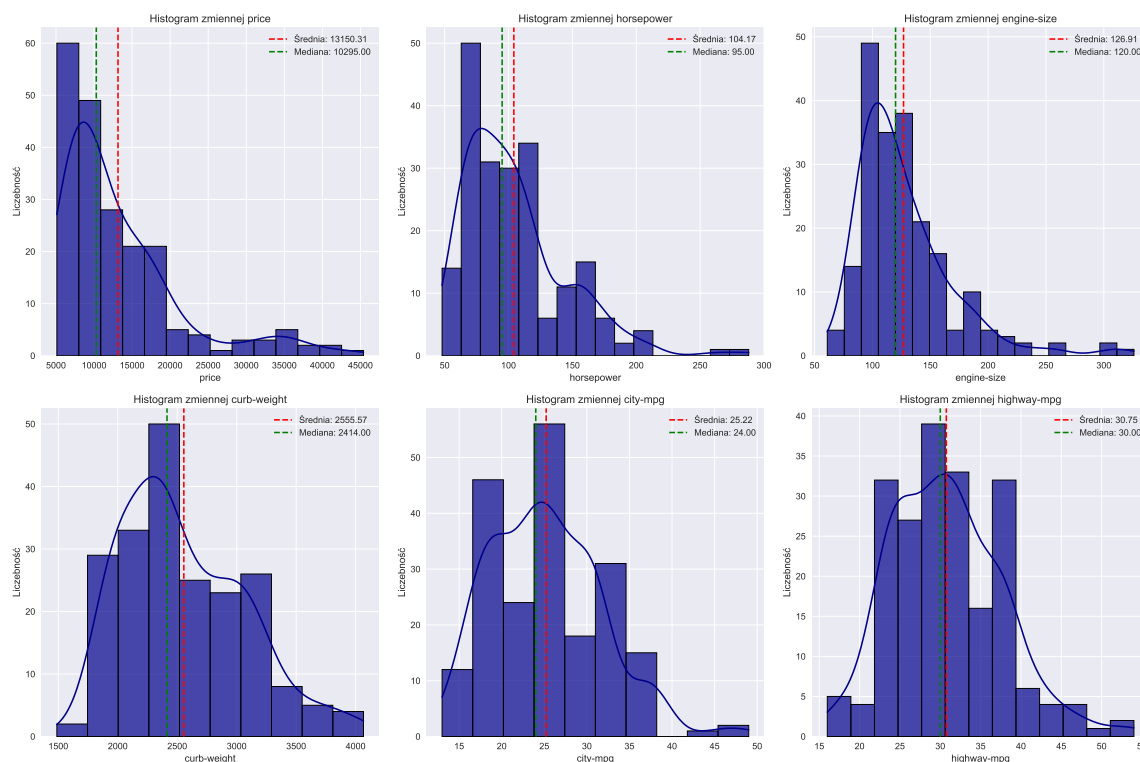 Histogram zmiennej price
Średnia: 13150.31
Mediana: 10295.00
Liczebność
0
10
20
30
40
50
60
5000 10000 15000 20000 25000 30000 35000 40000 45000
price
Histogram zmiennej horsepower
Średnia: 104.17
Mediana: 95.00
Liczebność
0
10
20
30
40
50
50 100 150 200 250 300
horsepower
Histogram zmiennej engine-size
Średnia: 126.91
Mediana: 120.00
Liczebność
0
10
20
30
40
50
50 100 150 200 250 300
engine-size
Histogram zmiennej curb-weight
Średnia: 2555.57
Mediana: 2414.00
Liczebność
0
10
20
30
40
50
1500 2000 2500 3000 3500 4000
curb-weight
Histogram zmiennej city-mpg
Średnia: 25.22
Mediana: 24.00
Liczebność
0
10
20
30
40
50
15 20 25 30 35 40 45 50
city-mpg
Histogram zmiennej highway-mpg
Średnia: 30.75
Mediana: 30.00
Liczebność
0
5
10
15
20
25
30
35
40
15 20 25 30 35 40 45 50
highway-mpg